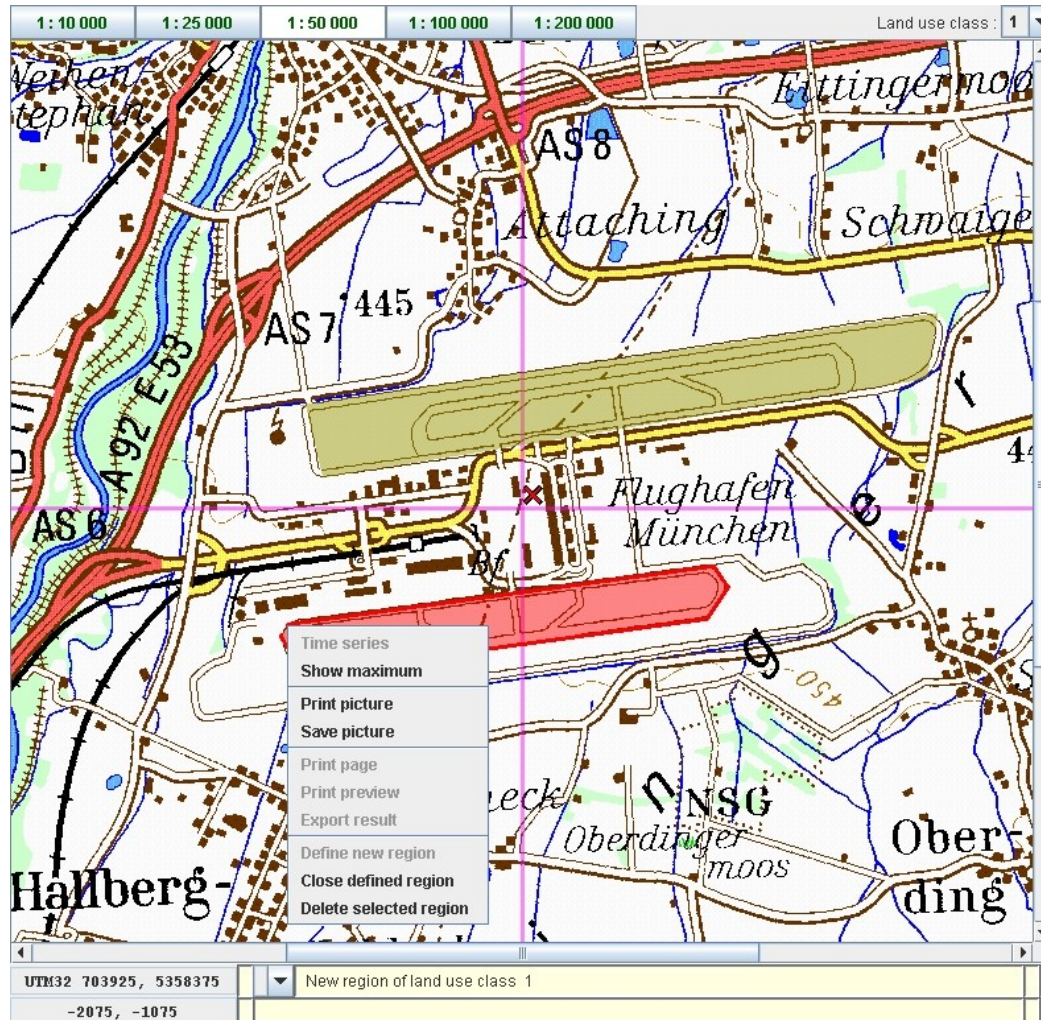 1:10 000 1:25 000 1:50 000 1:100 000 1:200 000 Land use class : 1
Weihen-
stephan
Eittingermoo
AS 8
Attaching
Schwaige
445
AS 7
A 92 E 53
r
44
Flughafen
München
e
AS 6
Bf
g
450
Time series
Show maximum
Print picture
Save picture
Print page
Print preview
Export result
Define new region
Close defined region
Delete selected region
eck
n
NSG
Oberdinger
moos
Ober-
ding
Hallberg-
UTM32 703925, 5358375 New region of land use class 1
-2075, -1075